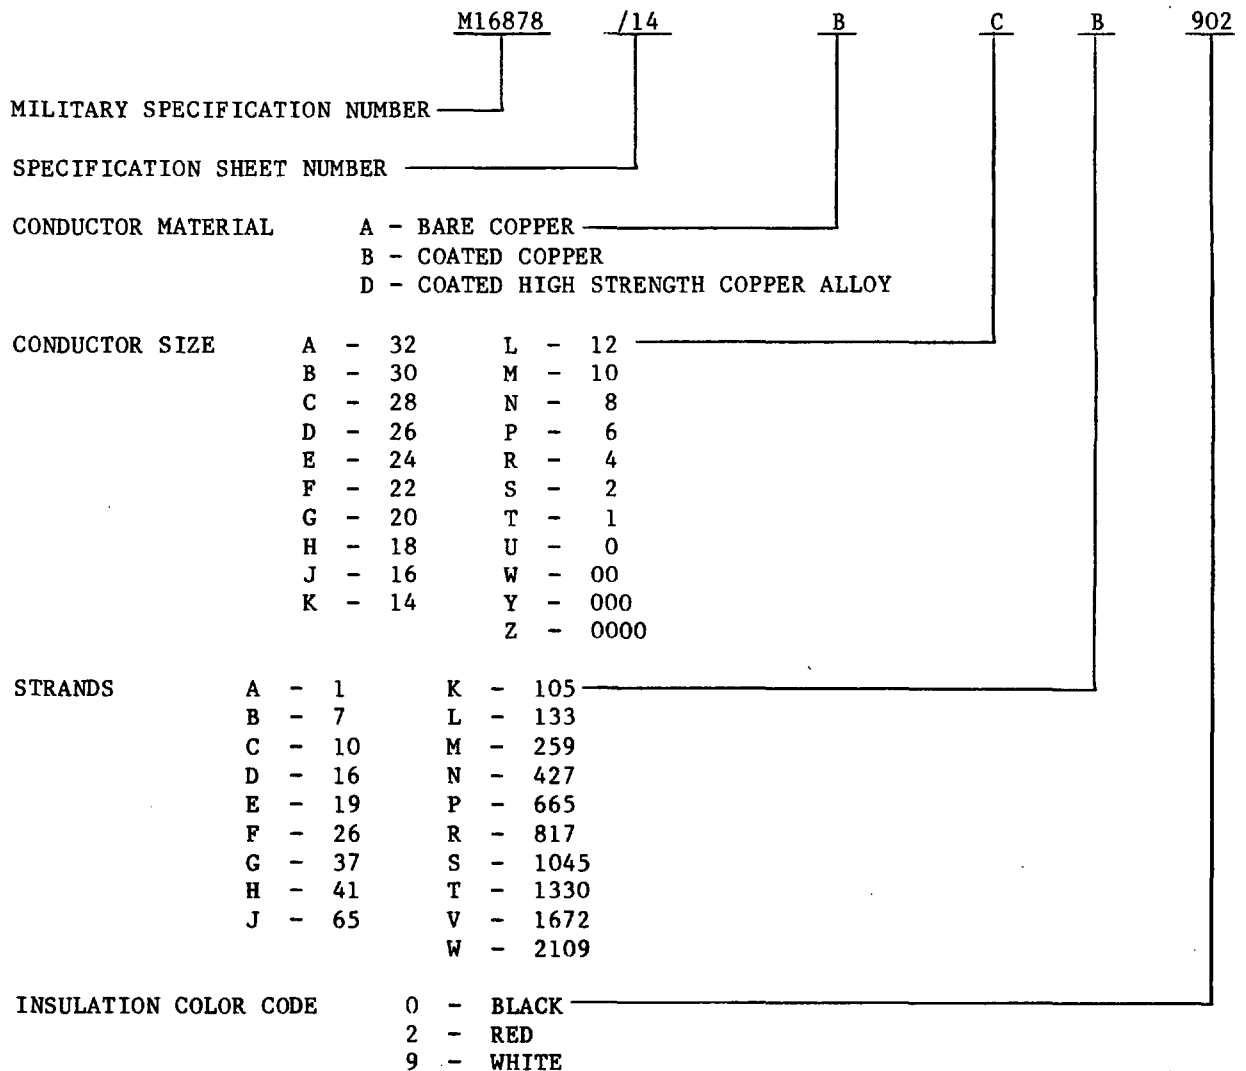 M16878 /14 B C B 902
MILITARY SPECIFICATION NUMBER
SPECIFICATION SHEET NUMBER
CONDUCTOR MATERIAL A - BARE COPPER
B - COATED COPPER
D - COATED HIGH STRENGTH COPPER ALLOY
CONDUCTOR SIZE A - 32 L - 12
B - 30 M - 10
C - 28 N - 8
D - 26 P - 6
E - 24 R - 4
F - 22 S - 2
G - 20 T - 1
H - 18 U - 0
J - 16 W - 00
K - 14 Y - 000
Z - 0000
STRANDS A - 1 K - 105
B - 7 L - 133
C - 10 M - 259
D - 16 N - 427
E - 19 P - 665
F - 26 R - 817
G - 37 S - 1045
H - 41 T - 1330
J - 65 V - 1672
W - 2109
INSULATION COLOR CODE 0 - BLACK
2 - RED
9 - WHITE